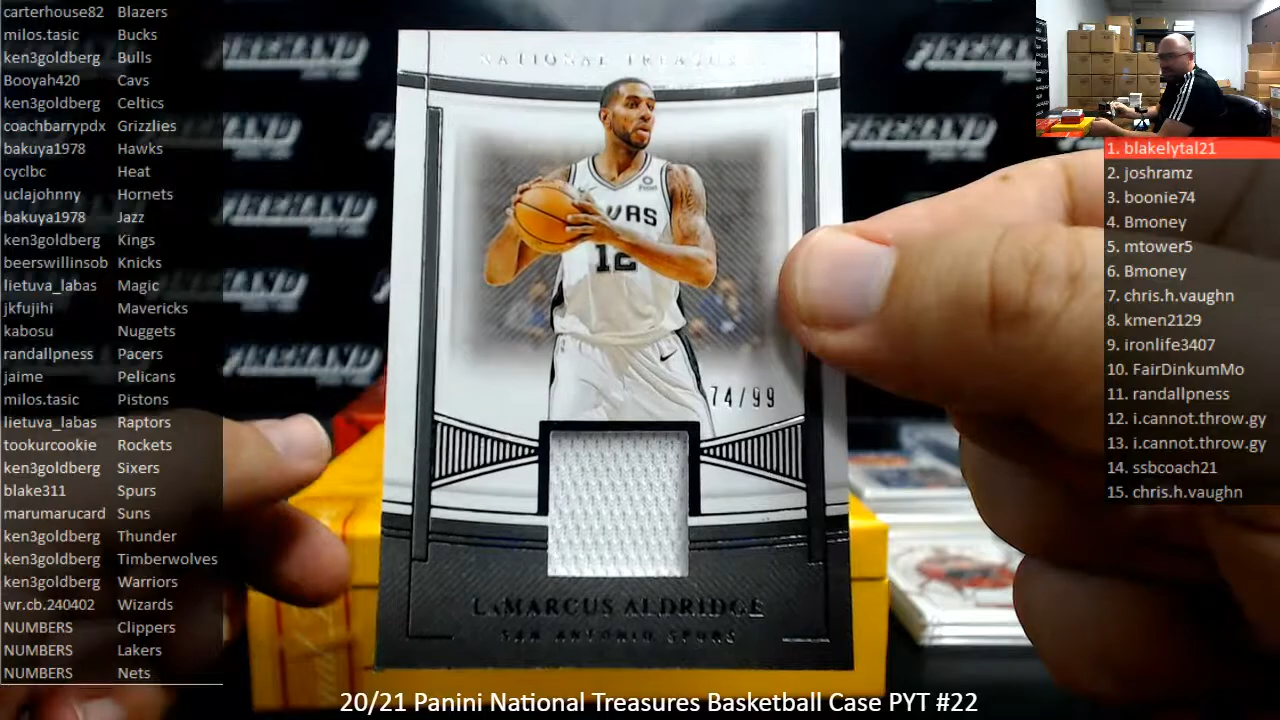 carterhouse82 Blazers
milos.tasic Bucks
ken3goldberg Bulls
Booyah420 Cavs
ken3goldberg Celtics
coachbarrypdx Grizzlies
bakuya1978 Hawks
cyclbc Heat
uclajohnny Hornets
bakuya1978 Jazz
ken3goldberg Kings
beerswillinsob Knicks
lietuva_labas Magic
jkfujihi Mavericks
kabosu Nuggets
randallpness Pacers
jaime Pelicans
milos.tasic Pistons
lietuva_labas Raptors
tookurcookie Rockets
ken3goldberg Sixers
blake311 Spurs
marumarucard Suns
ken3goldberg Thunder
ken3goldberg Timberwolves
ken3goldberg Warriors
wr.cb.240402 Wizards
NUMBERS Clippers
NUMBERS Lakers
NUMBERS Nets
FIREHAND
FIREHAND
FIREHAND
FIREHAND
NATIONAL TREASURES
12
74/99
LAMARCUS ALDRIDGE
SAN ANTONIO SPURS
1. blakelytal21
2. joshramz
3. boonie74
4. Bmoney
5. mtower5
6. Bmoney
7. chris.h.vaughn
8. kmen2129
9. ironlife3407
10. FairDinkumMo
11. randallpness
12. i.cannot.throw.gy
13. i.cannot.throw.gy
14. ssbcoach21
15. chris.h.vaughn
20/21 Panini National Treasures Basketball Case PYT #22